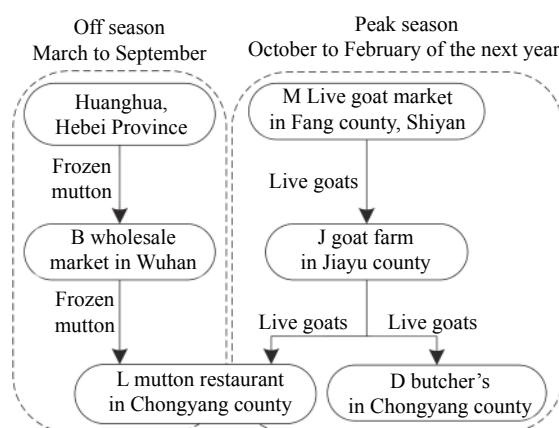 Off season
March to September
Peak season
October to February of the next year
Huanghua,
Hebei Province
M Live goat market
in Fang county, Shiyan
Frozen
mutton
Live goats
B wholesale
market in Wuhan
J goat farm
in Jiayu county
Frozen
mutton
Live goats
Live goats
L mutton restaurant
in Chongyang county
D butcher's
in Chongyang county